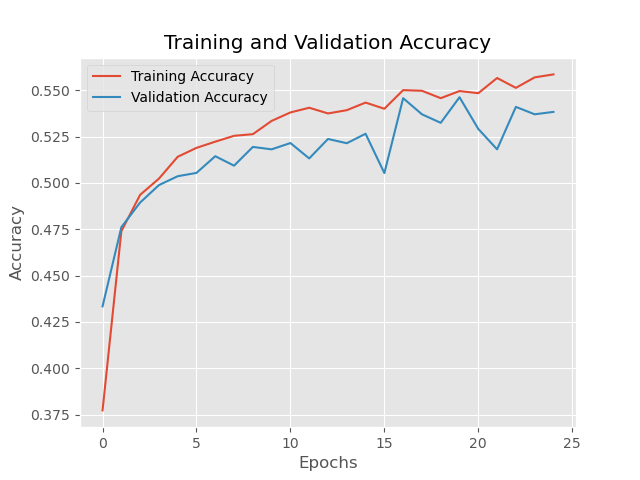 Training and Validation Accuracy
Training Accuracy
Validation Accuracy
0.550
0.525
0.500
0.475
0.450
0.425
0.400
0.375
Accuracy
0 5 10 15 20 25
Epochs